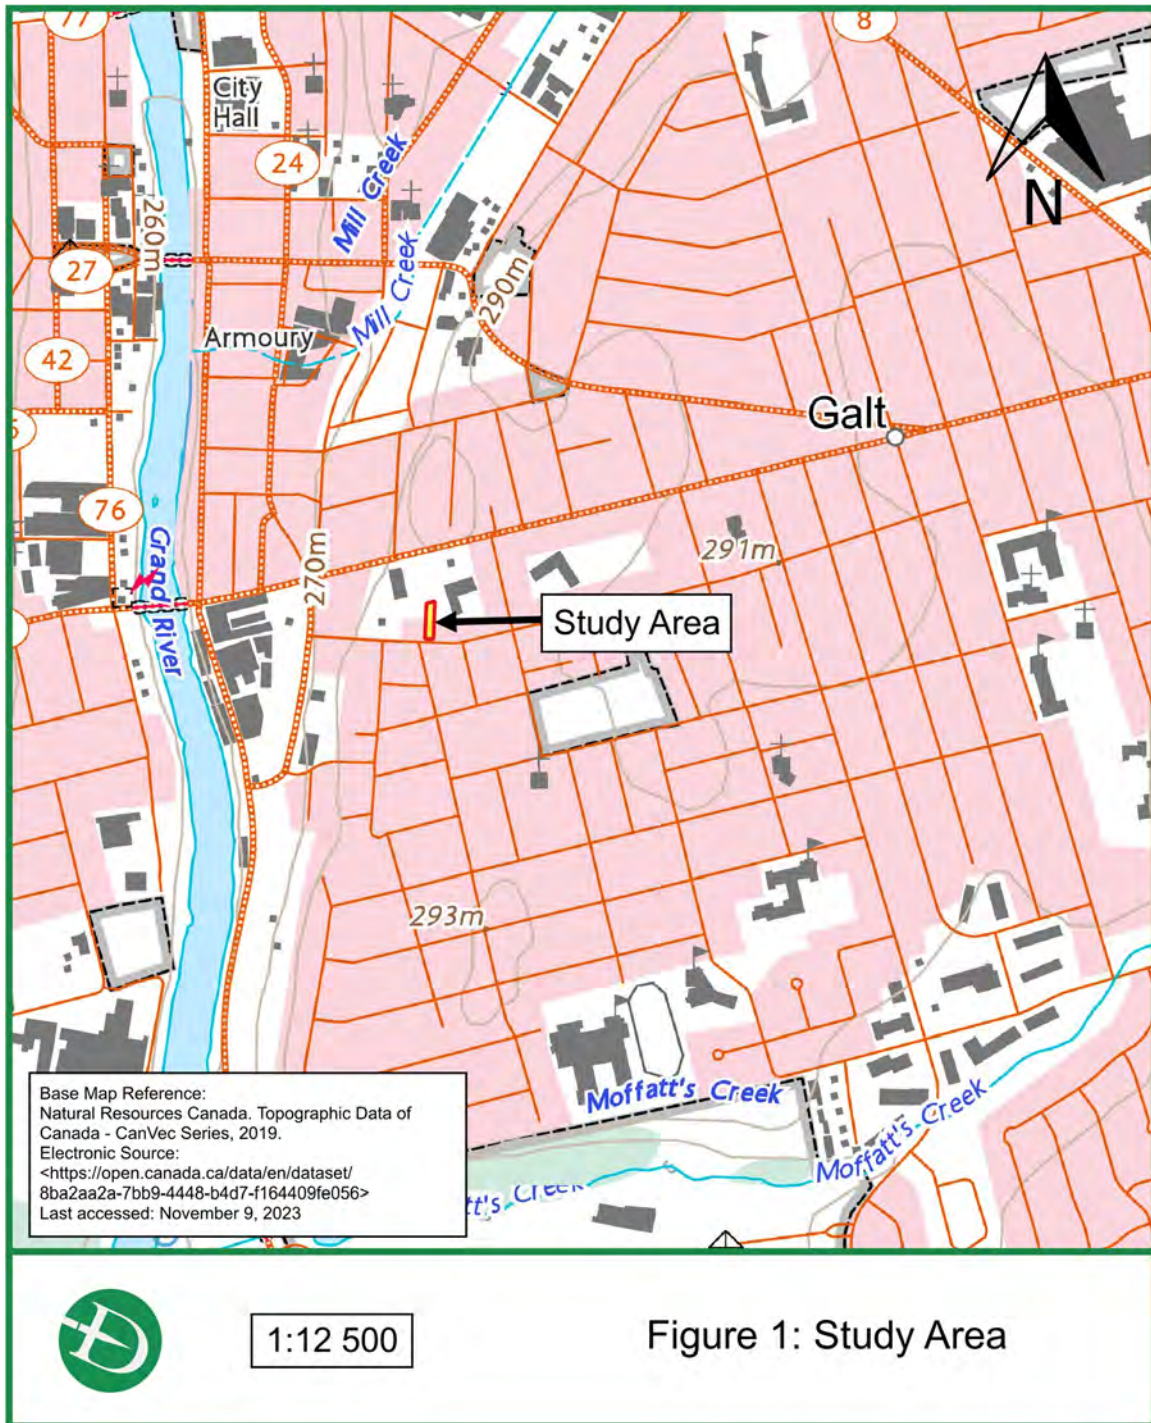 77
8
City
Hall
24
Mill Creek
Mill Creek
N
260m
27
290m
Armoury
42
Galt
76
Grand River
270m
291m
Study Area
293m
Moffatt's Creek
Moffatt's Creek
tt's Creek
Base Map Reference:
Natural Resources Canada. Topographic Data of
Canada - CanVec Series, 2019.
Electronic Source:
<https://open.canada.ca/data/en/dataset/
8ba2aa2a-7bb9-4448-b4d7-f164409fe056>
Last accessed: November 9, 2023
D
1:12 500
Figure 1: Study Area